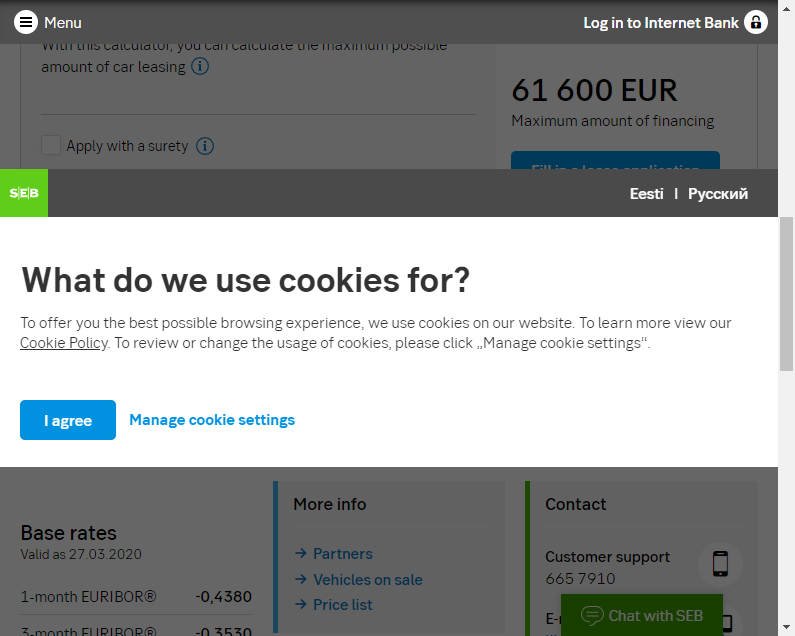 Menu
Log in to Internet Bank
With this calculator, you can calculate the maximum possible
amount of car leasing
61 600 EUR
Maximum amount of financing
Apply with a surety
Fill in a lease application
SEB
Eesti | Русский
What do we use cookies for?
To offer you the best possible browsing experience, we use cookies on our website. To learn more view our
Cookie Policy. To review or change the usage of cookies, please click „Manage cookie settings“.
I agree
Manage cookie settings
Base rates
Valid as 27.03.2020
1-month EURIBOR® -0,4380
3-month EURIBOR® -0,3530
More info
Partners
Vehicles on sale
Price list
Contact
Customer support
665 7910
Chat with SEB